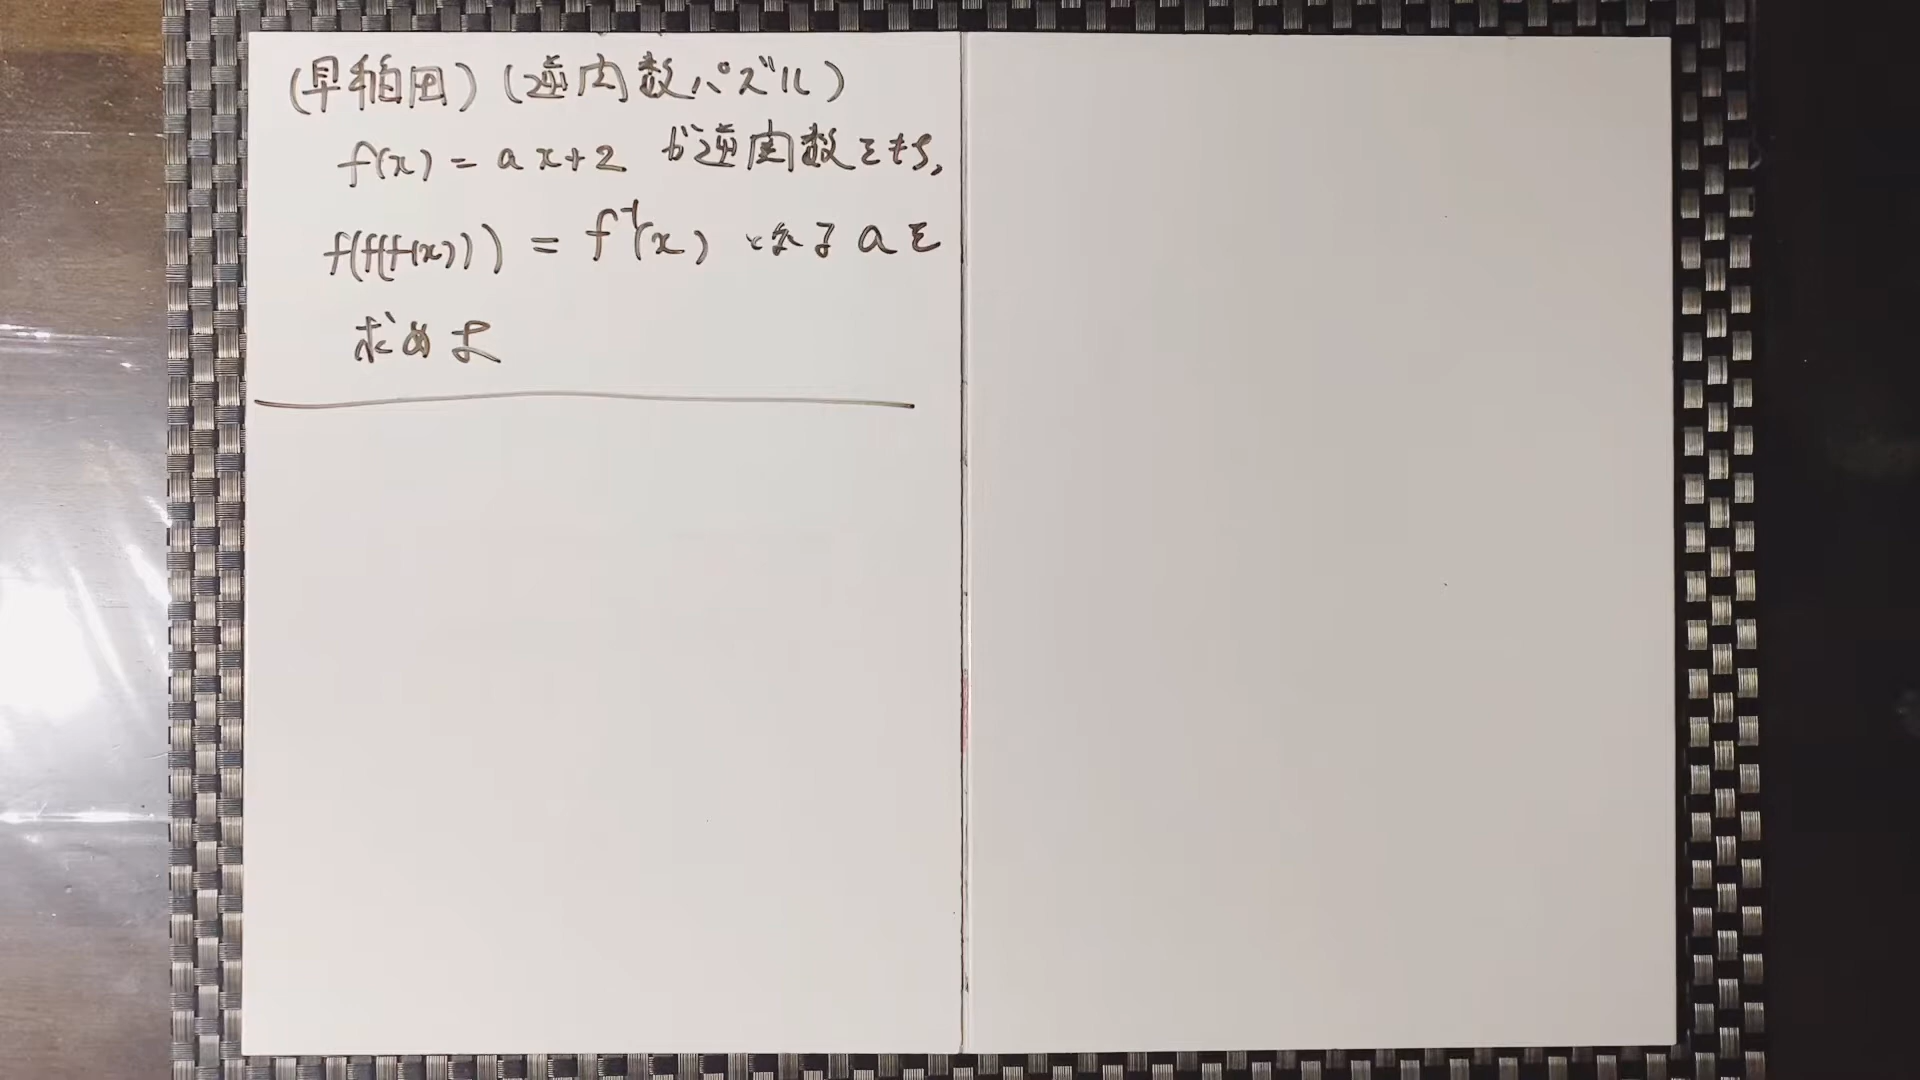 (早稲田)(逆関数パズル)
f(x) = ax+2 が逆関数をもち、
f(f(f(x))) = f⁻¹(x) となる aを
求めよ